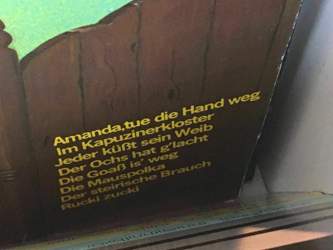 Amanda,tue die Hand weg
Im Kapuzinerkloster
Jeder küßt sein Weib
Der Ochs hat g'lacht
Die Goaß is' weg
Die Mauspolka
Der steirische Brauch
Rucki zucki